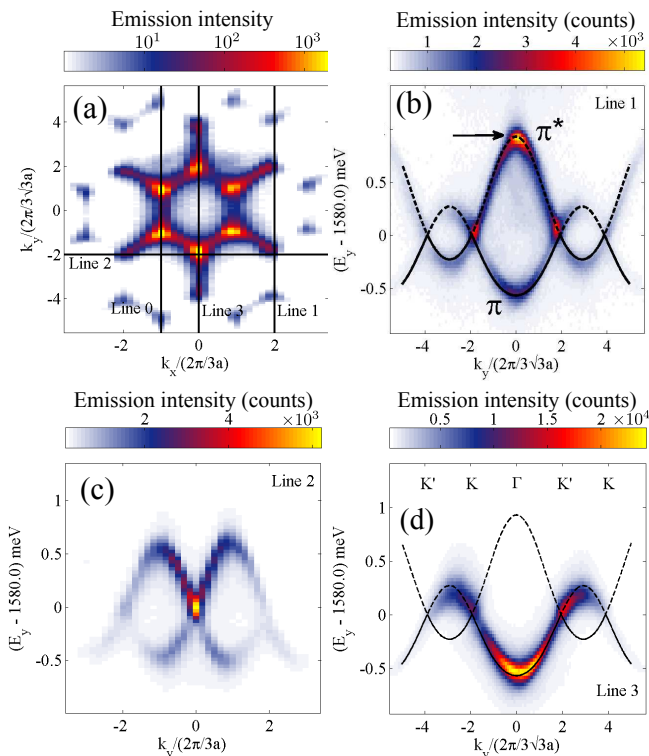 Emission intensity
10¹ 10² 10³
(a)
k_y/(2π/3√3a)
4
2
0
-2
-4
Line 2
Line 0
Line 3
Line 1
-2 0 2
k_x/(2π/3a)
Emission intensity (counts)
1 2 3 4 ×10³
(b)
Line 1
π*
π
(E_y - 1580.0) meV
0.5
0
-0.5
-4 -2 0 2 4
k_y/(2π/3√3a)
Emission intensity (counts)
2 4 ×10³
(c)
Line 2
(E_y - 1580.0) meV
1
0.5
0
-0.5
-2 0 2
k_y/(2π/3a)
Emission intensity (counts)
0.5 1 1.5 2 ×10⁴
(d)
K' K Γ K' K
(E_y - 1580.0) meV
1
0.5
0
-0.5
Line 3
-4 -2 0 2 4
k_y/(2π/3√3a)